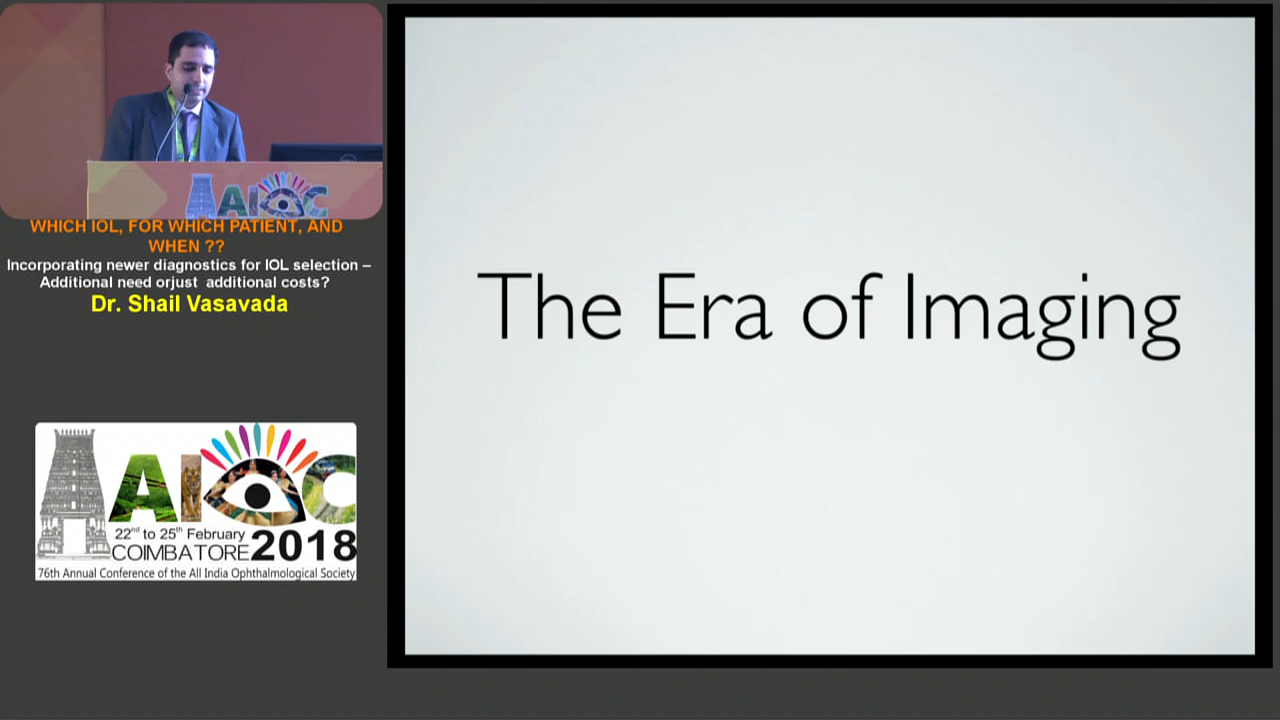 AIOC
WHICH IOL, FOR WHICH PATIENT, AND
WHEN ??
Incorporating newer diagnostics for IOL selection –
Additional need orjust additional costs?
Dr. Shail Vasavada
AIOC
22nd to 25th February
COIMBATORE 2018
76th Annual Conference of the All India Ophthalmological Society
The Era of Imaging